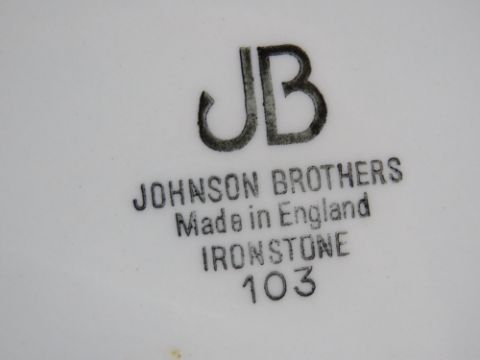 JB
JOHNSON BROTHERS
Made in England
IRONSTONE
103